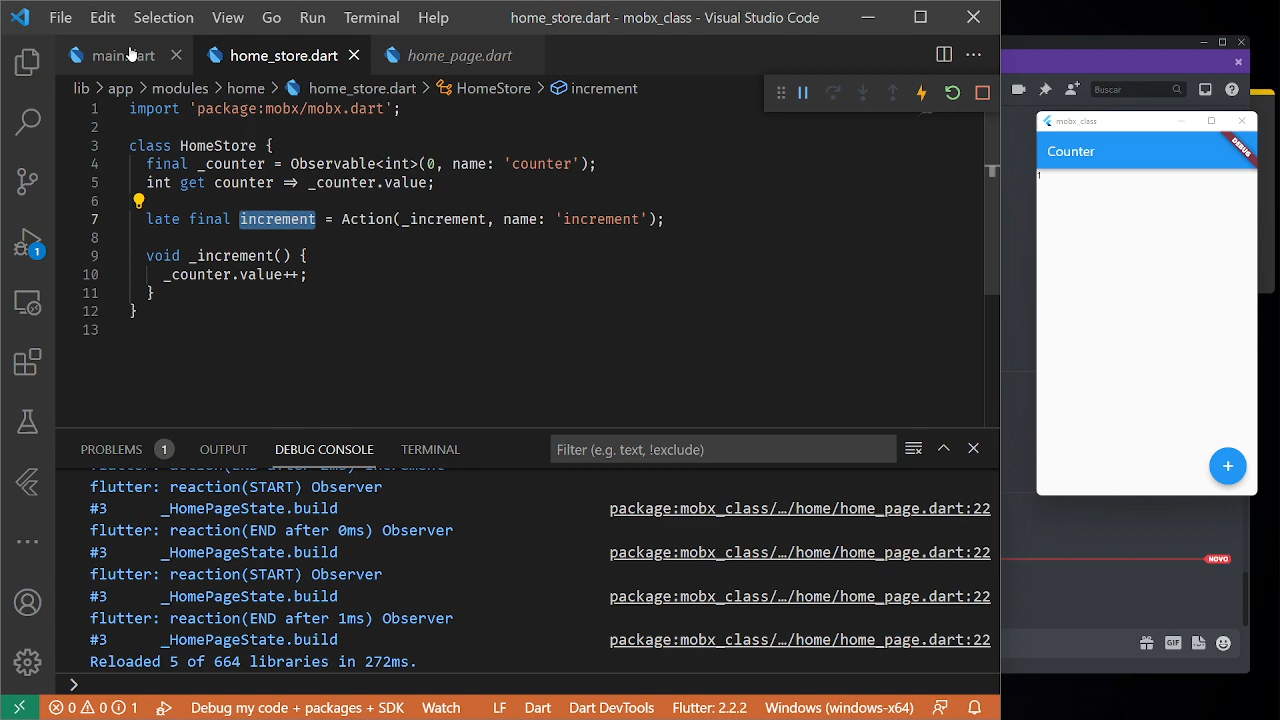 File Edit Selection View Go Run Terminal Help home_store.dart - mobx_class - Visual Studio Code
main.dart home_store.dart home_page.dart
lib > app > modules > home > home_store.dart > HomeStore > increment
1 import 'package:mobx/mobx.dart';
2
3 class HomeStore {
4 final _counter = Observable<int>(0, name: 'counter');
5 int get counter => _counter.value;
6
7 late final increment = Action(_increment, name: 'increment');
8
9 void _increment() {
10 _counter.value++;
11 }
12 }
13
PROBLEMS 1 OUTPUT DEBUG CONSOLE TERMINAL Filter (e.g. text, !exclude)
flutter: reaction(START) Observer
#3 _HomePageState.build package:mobx_class/…/home/home_page.dart:22
flutter: reaction(END after 0ms) Observer
#3 _HomePageState.build package:mobx_class/…/home/home_page.dart:22
flutter: reaction(START) Observer
#3 _HomePageState.build package:mobx_class/…/home/home_page.dart:22
flutter: reaction(END after 1ms) Observer
#3 _HomePageState.build package:mobx_class/…/home/home_page.dart:22
Reloaded 5 of 664 libraries in 272ms.
>
1
0 0 1 Debug my code + packages + SDK Watch LF Dart Dart DevTools Flutter: 2.2.2 Windows (windows-x64)
Buscar
mobx_class
Counter
DEBUG
1
+
NOVO
GIF